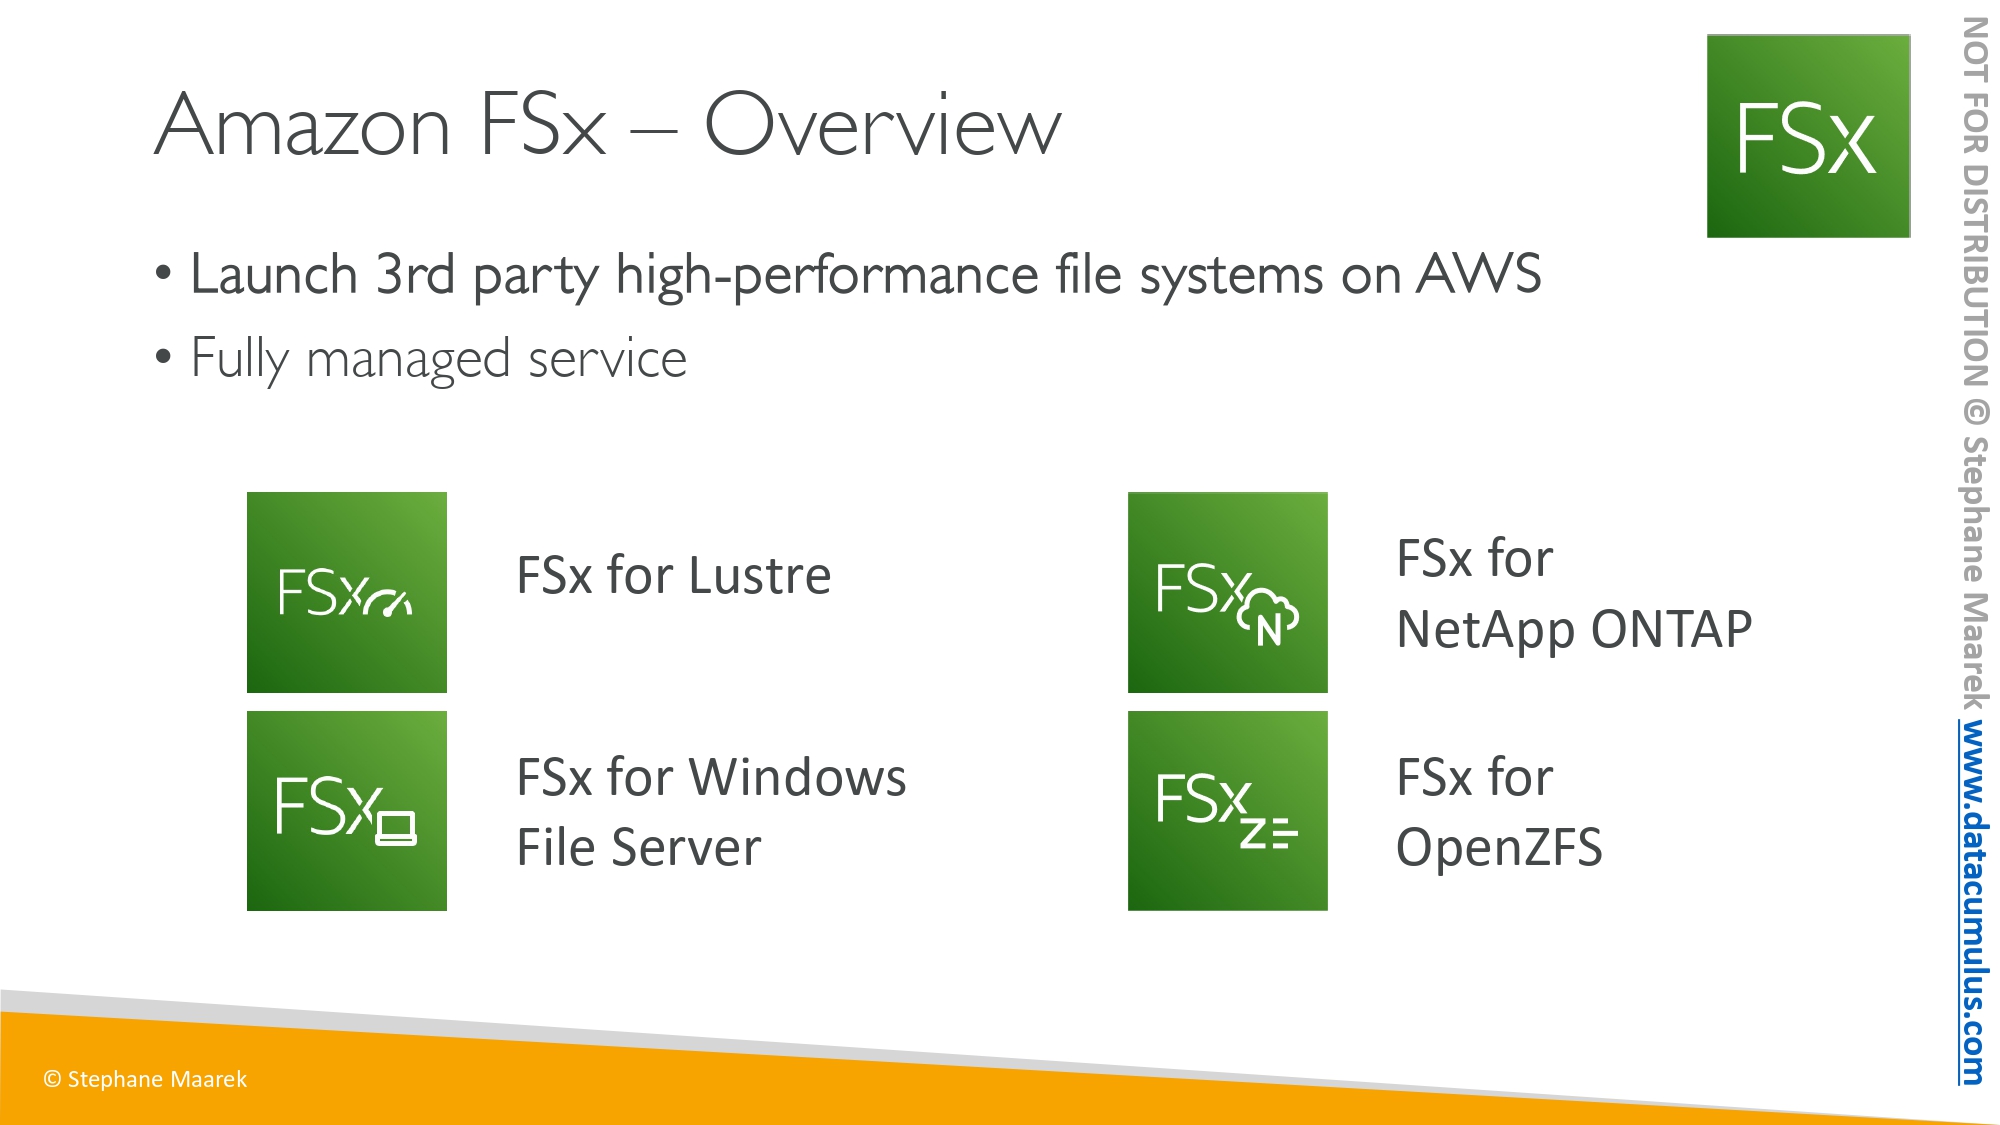 Amazon FSx – Overview
FSx
• Launch 3rd party high-performance file systems on AWS
• Fully managed service
FSx
FSx for Lustre
FSx N
FSx for
NetApp ONTAP
FSx
FSx for Windows
File Server
FSx Z
FSx for
OpenZFS
© Stephane Maarek
NOT FOR DISTRIBUTION © Stephane Maarek www.datacumulus.com